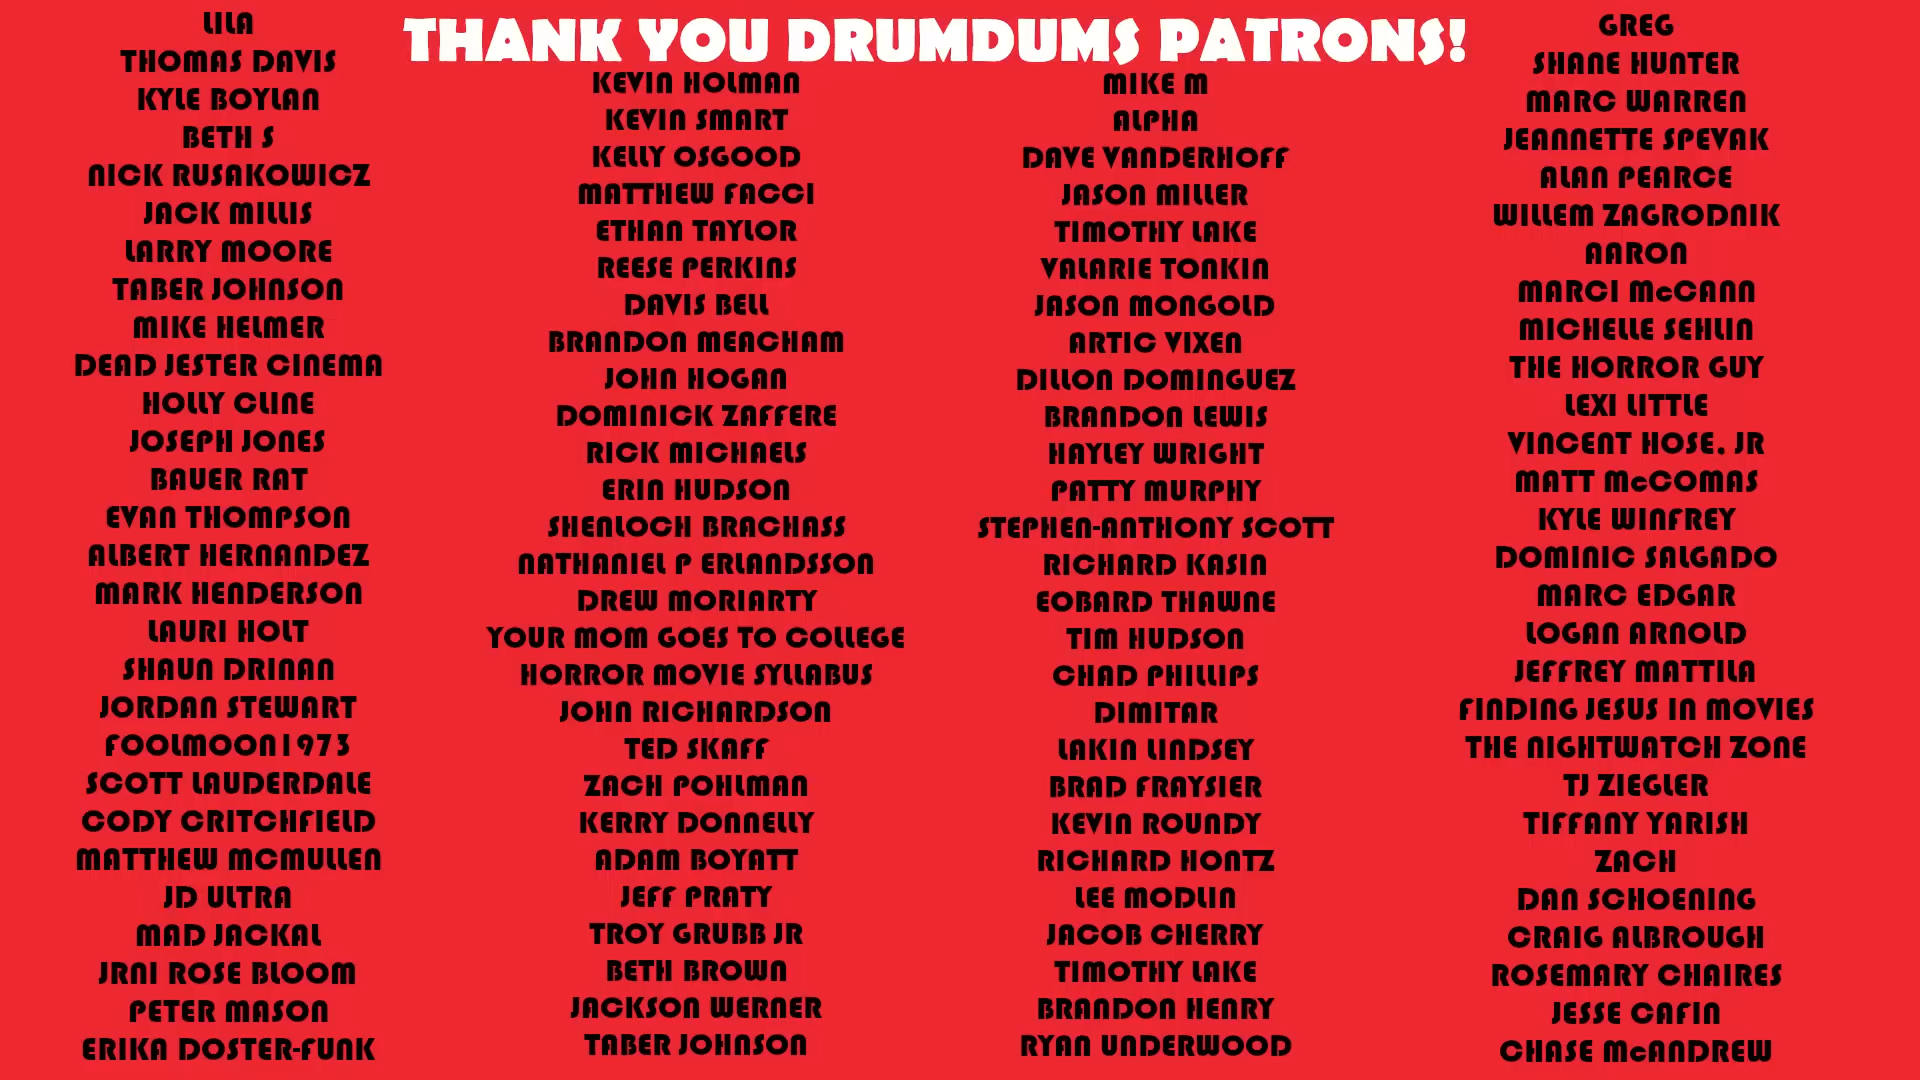 THANK YOU DRUMDUMS PATRONS!
LILA
THOMAS DAVIS
KYLE BOYLAN
BETH S
NICK RUSAKOWICZ
JACK MILLIS
LARRY MOORE
TABER JOHNSON
MIKE HELMER
DEAD JESTER CINEMA
HOLLY CLINE
JOSEPH JONES
BAUER RAT
EVAN THOMPSON
ALBERT HERNANDEZ
MARK HENDERSON
LAURI HOLT
SHAUN DRINAN
JORDAN STEWART
FOOLMOON1973
SCOTT LAUDERDALE
CODY CRITCHFIELD
MATTHEW MCMULLEN
JD ULTRA
MAD JACKAL
JRNI ROSE BLOOM
PETER MASON
ERIKA DOSTER-FUNK
KEVIN HOLMAN
KEVIN SMART
KELLY OSGOOD
MATTHEW FACCI
ETHAN TAYLOR
REESE PERKINS
DAVIS BELL
BRANDON MEACHAM
JOHN HOGAN
DOMINICK ZAFFERE
RICK MICHAELS
ERIN HUDSON
SHENLOCH BRACHASS
NATHANIEL P ERLANDSSON
DREW MORIARTY
YOUR MOM GOES TO COLLEGE
HORROR MOVIE SYLLABUS
JOHN RICHARDSON
TED SKAFF
ZACH POHLMAN
KERRY DONNELLY
ADAM BOYATT
JEFF PRATY
TROY GRUBB JR
BETH BROWN
JACKSON WERNER
TABER JOHNSON
MIKE M
ALPHA
DAVE VANDERHOFF
JASON MILLER
TIMOTHY LAKE
VALARIE TONKIN
JASON MONGOLD
ARTIC VIXEN
DILLON DOMINGUEZ
BRANDON LEWIS
HAYLEY WRIGHT
PATTY MURPHY
STEPHEN-ANTHONY SCOTT
RICHARD KASIN
EOBARD THAWNE
TIM HUDSON
CHAD PHILLIPS
DIMITAR
LAKIN LINDSEY
BRAD FRAYSIER
KEVIN ROUNDY
RICHARD HONTZ
LEE MODLIN
JACOB CHERRY
TIMOTHY LAKE
BRANDON HENRY
RYAN UNDERWOOD
GREG
SHANE HUNTER
MARC WARREN
JEANNETTE SPEVAK
ALAN PEARCE
WILLEM ZAGRODNIK
AARON
MARCI McCANN
MICHELLE SEHLIN
THE HORROR GUY
LEXI LITTLE
VINCENT HOSE, JR
MATT McCOMAS
KYLE WINFREY
DOMINIC SALGADO
MARC EDGAR
LOGAN ARNOLD
JEFFREY MATTILA
FINDING JESUS IN MOVIES
THE NIGHTWATCH ZONE
TJ ZIEGLER
TIFFANY YARISH
ZACH
DAN SCHOENING
CRAIG ALBROUGH
ROSEMARY CHAIRES
JESSE CAFIN
CHASE McANDREW